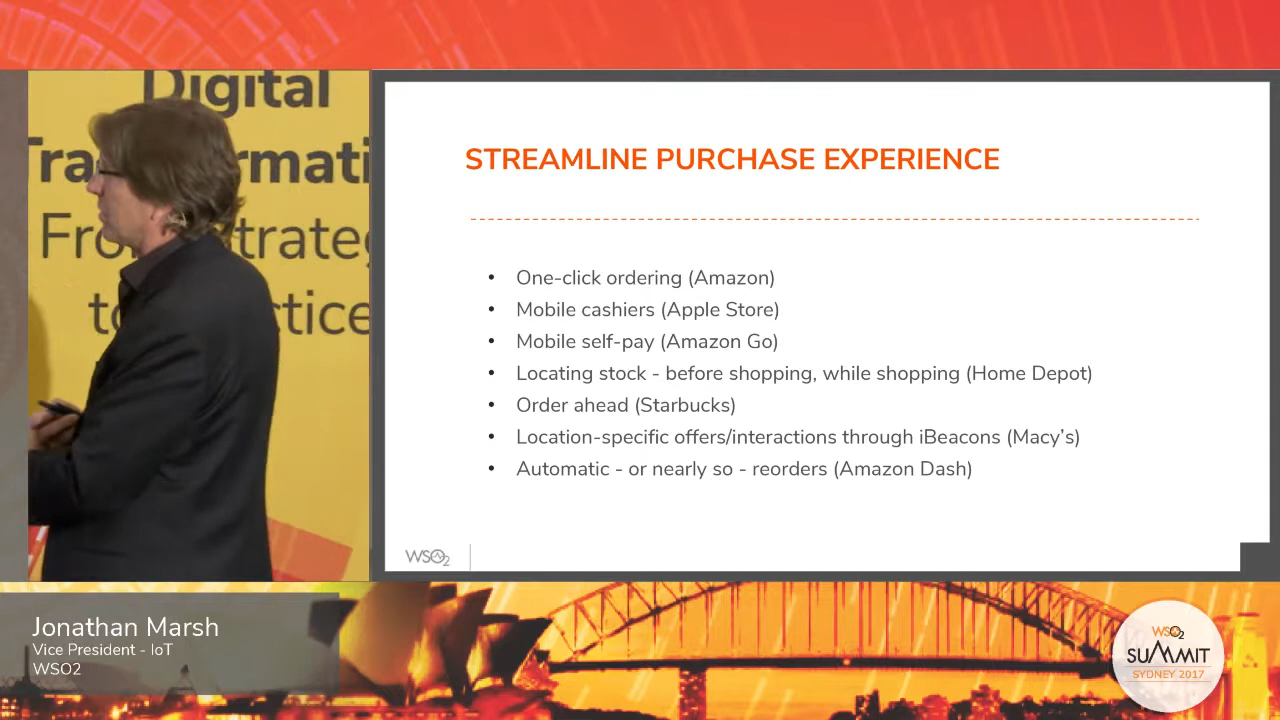 Digital
Tra rmati
Fro trateg
to ctice
STREAMLINE PURCHASE EXPERIENCE
• One-click ordering (Amazon)
• Mobile cashiers (Apple Store)
• Mobile self-pay (Amazon Go)
• Locating stock - before shopping, while shopping (Home Depot)
• Order ahead (Starbucks)
• Location-specific offers/interactions through iBeacons (Macy's)
• Automatic - or nearly so - reorders (Amazon Dash)
WSO2
Jonathan Marsh
Vice President - IoT
WSO2
WSO2
SUMMIT
SYDNEY 2017